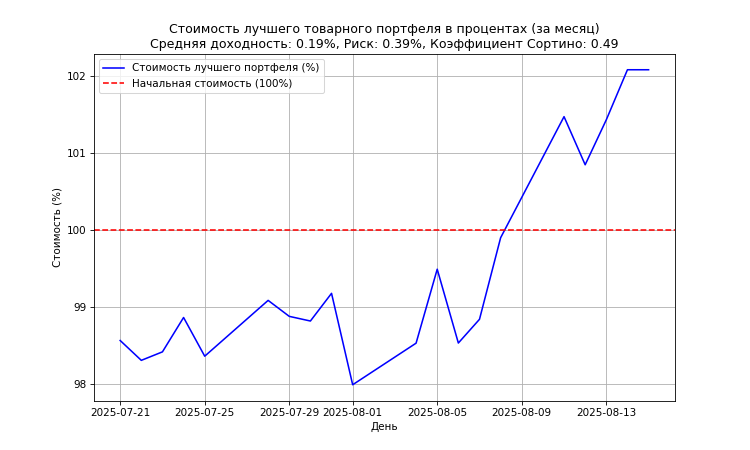 Стоимость лучшего товарного портфеля в процентах (за месяц)
Средняя доходность: 0.19%, Риск: 0.39%, Коэффициент Сортино: 0.49
Стоимость лучшего портфеля (%)
Начальная стоимость (100%)
Стоимость (%)
102
101
100
99
98
2025-07-21 2025-07-25 2025-07-29 2025-08-01 2025-08-05 2025-08-09 2025-08-13
День